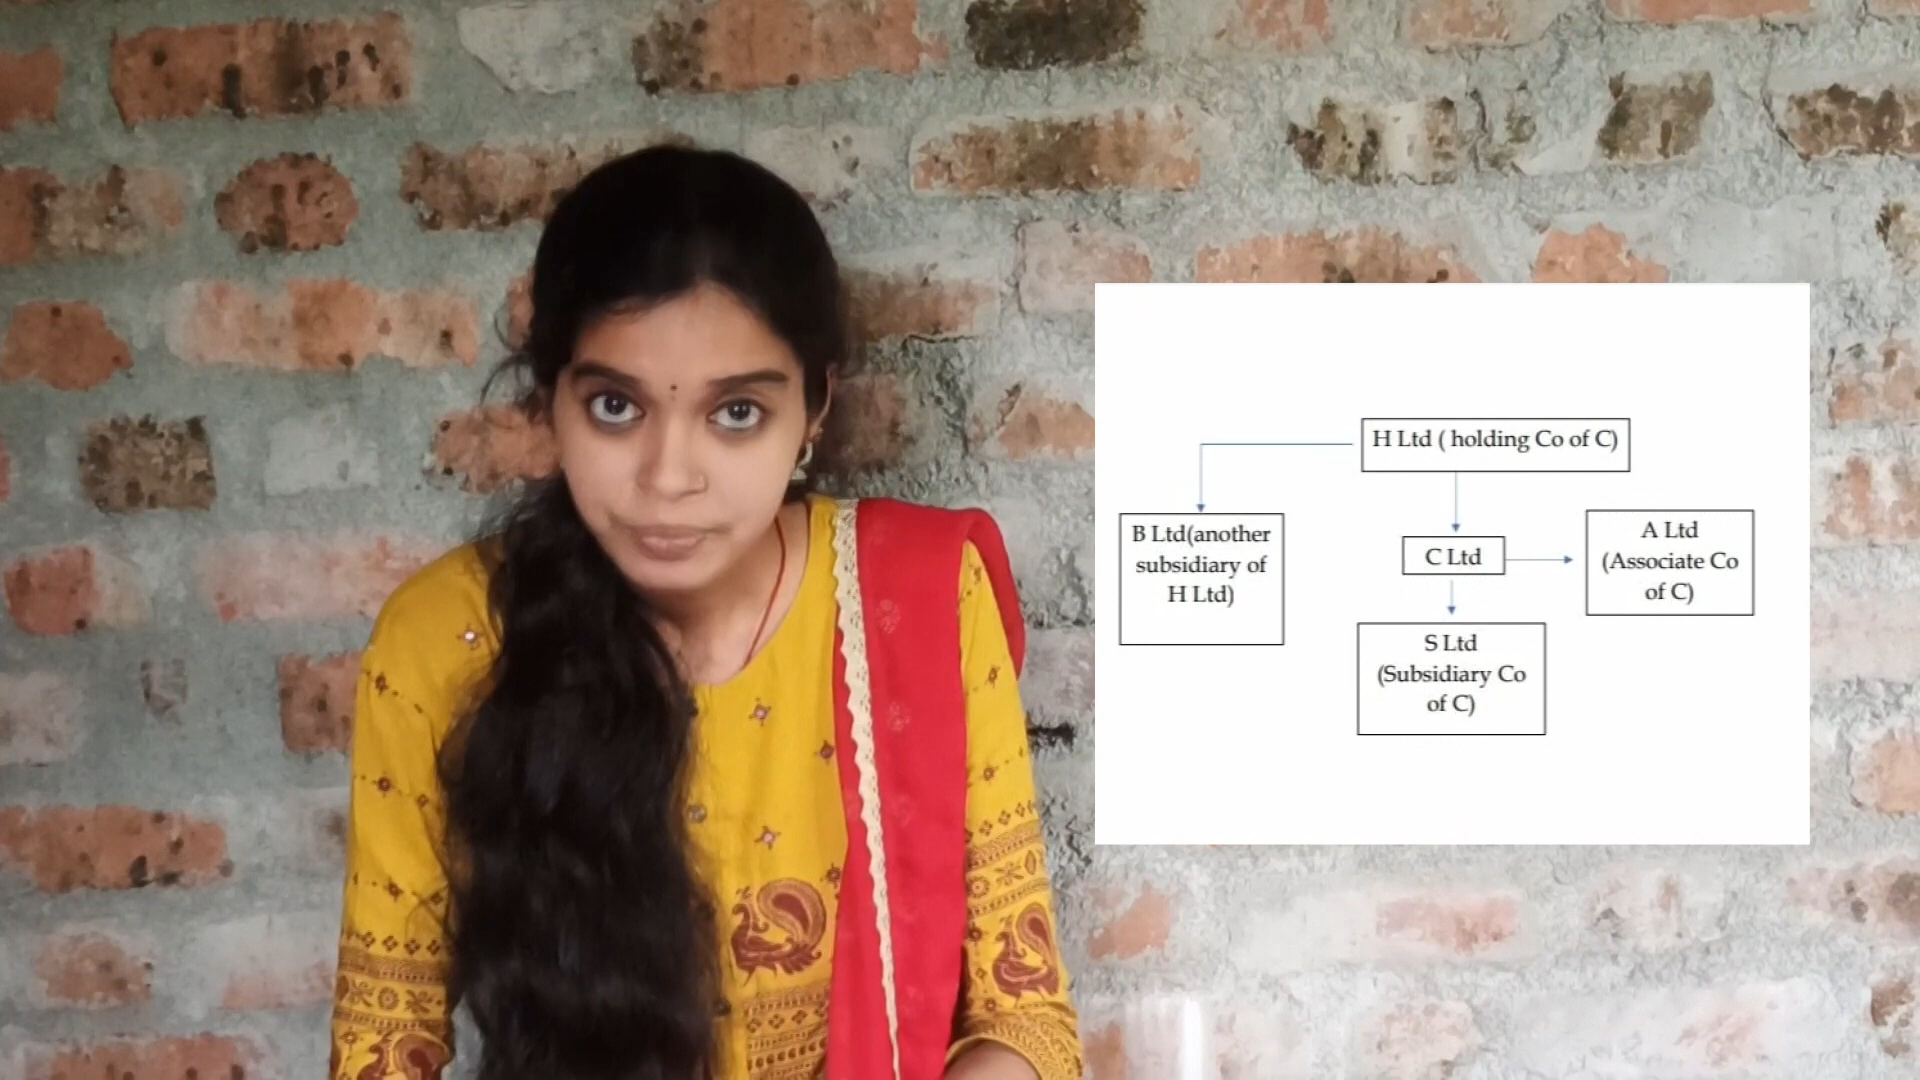 H Ltd ( holding Co of C)
B Ltd(another
subsidiary of
H Ltd)
C Ltd
A Ltd
(Associate Co
of C)
S Ltd
(Subsidiary Co
of C)